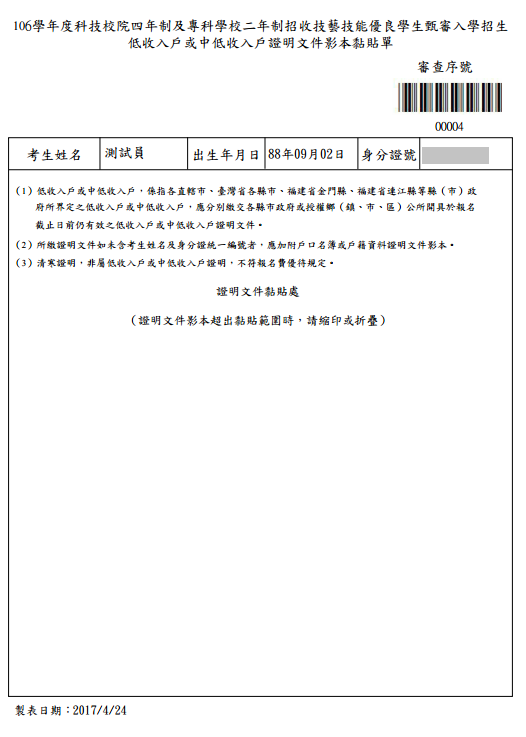 106學年度科技校院四年制及專科學校二年制招收技藝技能優良學生甄審入學招生
低收入戶或中低收入戶證明文件影本黏貼單
審查序號
00004
考生姓名 測試員 出生年月日 88年09月02日 身分證號
(1) 低收入戶或中低收入戶，係指各直轄市、臺灣省各縣市、福建省金門縣、福建省連江縣等縣（市）政
府所界定之低收入戶或中低收入戶，應分別繳交各縣市政府或授權鄉（鎮、市、區）公所開具於報名
截止日前仍有效之低收入戶或中低收入戶證明文件。
(2) 所繳證明文件如未含考生姓名及身分證統一編號者，應加附戶口名簿或戶籍資料證明文件影本。
(3) 清寒證明，非屬低收入戶或中低收入戶證明，不符報名費優待規定。
證明文件黏貼處
（證明文件影本超出黏貼範圍時，請縮印或折疊）
製表日期：2017/4/24